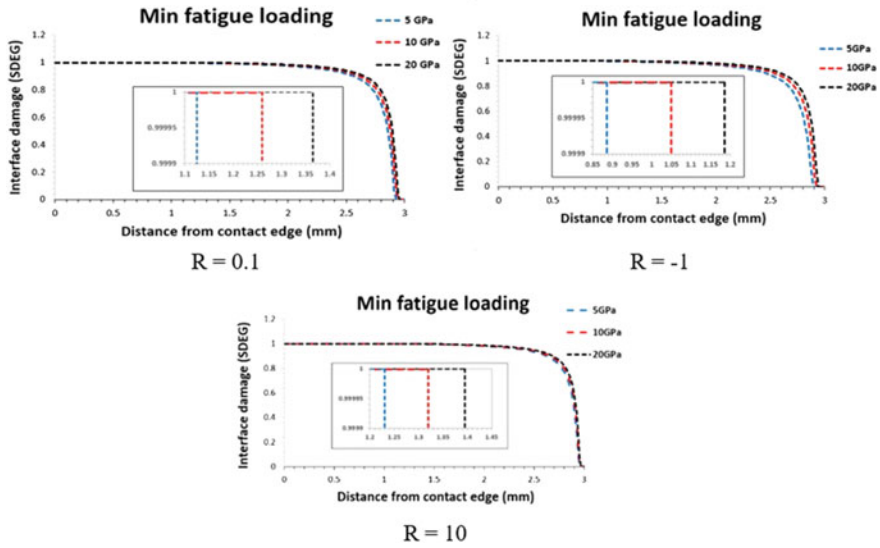 Min fatigue loading
1.2
1
0.8
0.6
0.4
0.2
0
Interface damage (SDEG)
5 GPa
10 GPa
20 GPa
1
0.99995
0.9999
1.1 1.15 1.2 1.25 1.3 1.35 1.4
0 0.5 1 1.5 2 2.5 3
Distance from contact edge (mm)
R = 0.1
Min fatigue loading
1.2
1
0.8
0.6
0.4
0.2
0
Interface damage (SDEG)
5GPa
10GPa
20GPa
1
0.99995
0.9999
0.85 0.9 0.95 1 1.05 1.1 1.15 1.2
0 0.5 1 1.5 2 2.5 3
Distance from contact edge (mm)
R = -1
Min fatigue loading
1.2
1
0.8
0.6
0.4
0.2
0
Interface damage (SDEG)
5GPa
10GPa
20GPa
1
0.99995
0.9999
1.2 1.25 1.3 1.35 1.4 1.45
0 0.5 1 1.5 2 2.5 3
Distance from contact edge (mm)
R = 10